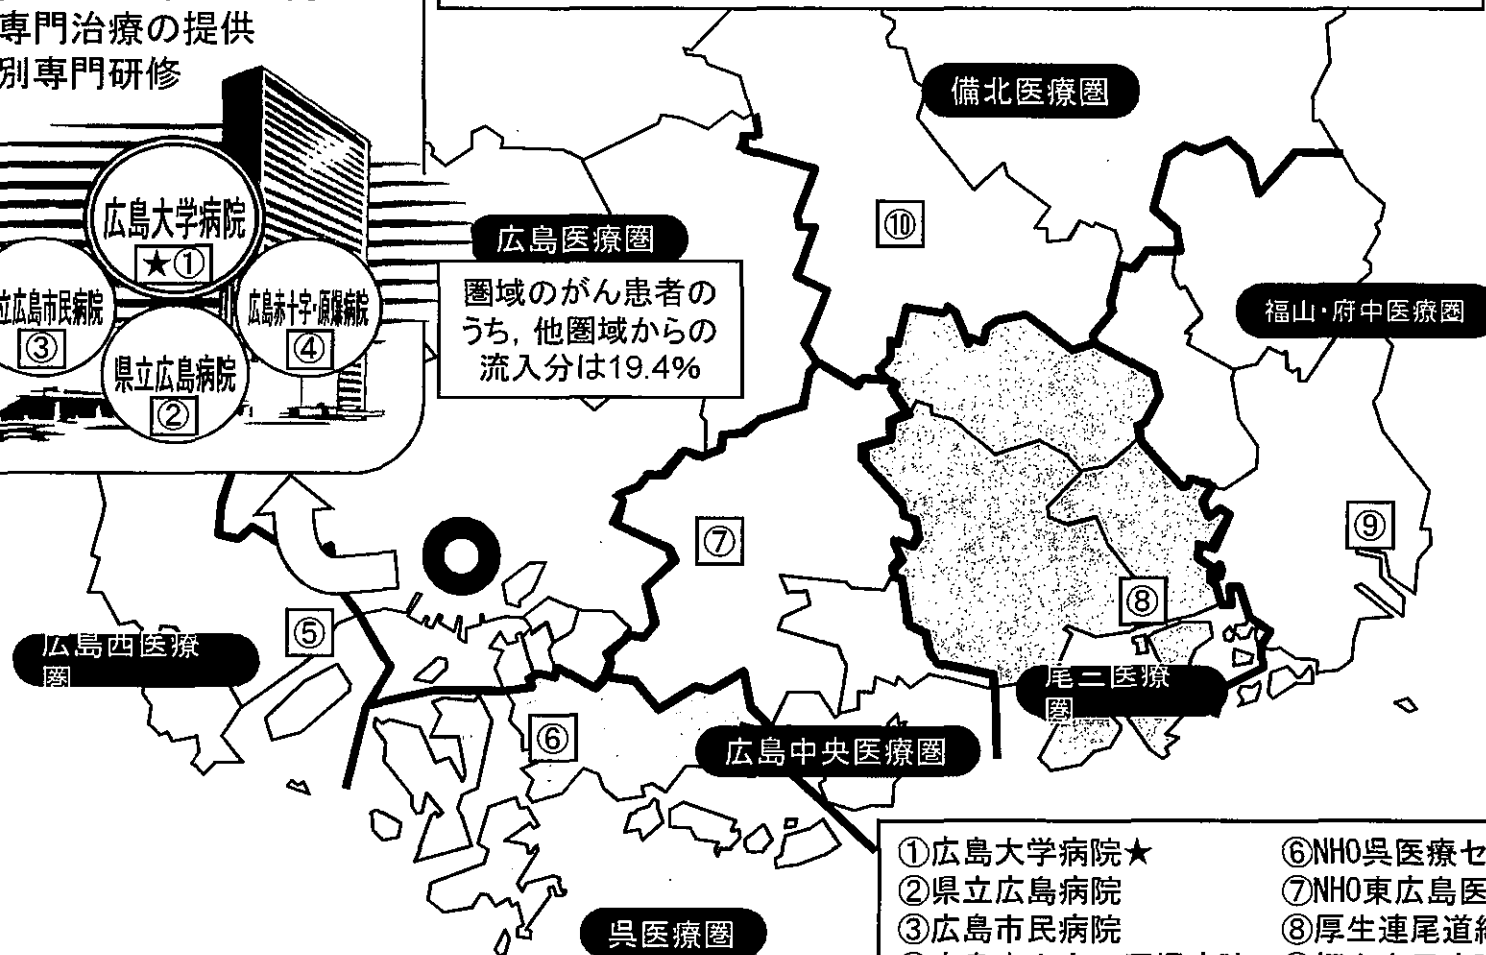 専門治療の提供
別専門研修
備北医療圏
広島大学病院
★①
⑩
広島医療圏
圏域のがん患者の
うち, 他圏域からの
流入分は19.4%
福山・府中医療圏
立広島市民病院
③
広島赤十字・原爆病院
④
県立広島病院
②
⑦
⑨
⑧
⑤
広島西医療
圏
尾三医療
圏
⑥
広島中央医療圏
呉医療圏
①広島大学病院★
②県立広島病院
③広島市民病院
⑥NHO呉医療セ
⑦NHO東広島医
⑧厚生連尾道総